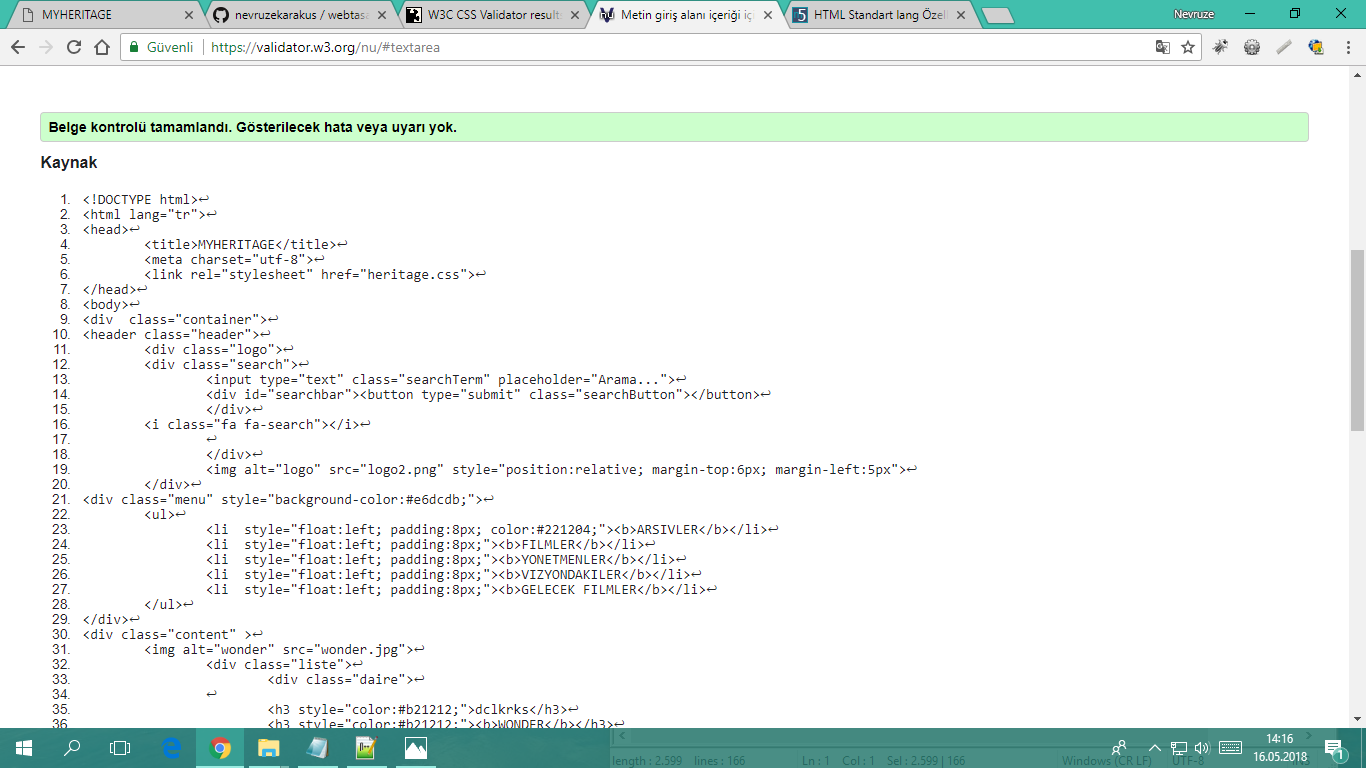 MYHERITAGE
nevruzekarakus / webtasa
W3C CSS Validator results
Metin giriş alanı içeriği içi
HTML Standart lang Özell
Nevruze
Güvenli
https://validator.w3.org/nu/#textarea
Belge kontrolü tamamlandı. Gösterilecek hata veya uyarı yok.
Kaynak
1. <!DOCTYPE html>↩
2. <html lang="tr">↩
3. <head>↩
4. <title>MYHERITAGE</title>↩
5. <meta charset="utf-8">↩
6. <link rel="stylesheet" href="heritage.css">↩
7. </head>↩
8. <body>↩
9. <div  class="container">↩
10. <header class="header">↩
11. <div class="logo">↩
12. <div class="search">↩
13. <input type="text" class="searchTerm" placeholder="Arama...">↩
14. <div id="searchbar"><button type="submit" class="searchButton"></button>↩
15. </div>↩
16. <i class="fa fa-search"></i>↩
17. ↩
18. </div>↩
19. <img alt="logo" src="logo2.png" style="position:relative; margin-top:6px; margin-left:5px">↩
20. </div>↩
21. <div class="menu" style="background-color:#e6dcdb;">↩
22. <ul>↩
23. <li  style="float:left; padding:8px; color:#221204;"><b>ARSIVLER</b></li>↩
24. <li  style="float:left; padding:8px;"><b>FILMLER</b></li>↩
25. <li  style="float:left; padding:8px;"><b>YONETMENLER</b></li>↩
26. <li  style="float:left; padding:8px;"><b>VIZYONDAKILER</b></li>↩
27. <li  style="float:left; padding:8px;"><b>GELECEK FILMLER</b></li>↩
28. </ul>↩
29. </div>↩
30. <div class="content" >↩
31. <img alt="wonder" src="wonder.jpg">↩
32. <div class="liste">↩
33. <div class="daire">↩
34. ↩
35. <h3 style="color:#b21212;">dclkrks</h3>↩
36. <h3 style="color:#b21212;"><b>WONDER</b></h3>↩
length : 2.599 lines : 166
Ln : 1 Col : 1 Sel : 2.599 | 166
Windows (CR LF)
UTF-8
INS
14:16
16.05.2018
1